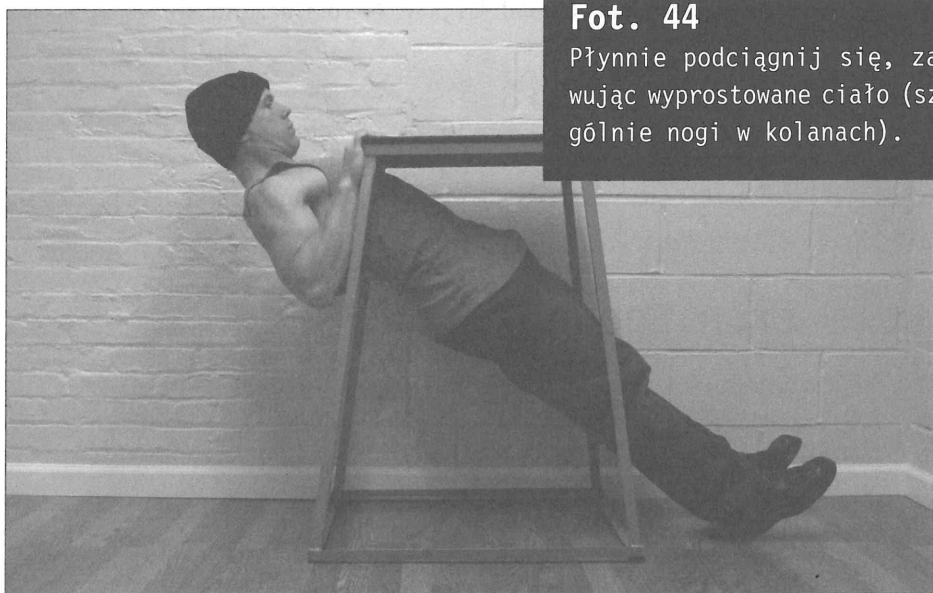 Fot. 44
Płynnie podciągnij się, za
wując wyprostowane ciało (sz
gólnie nogi w kolanach).